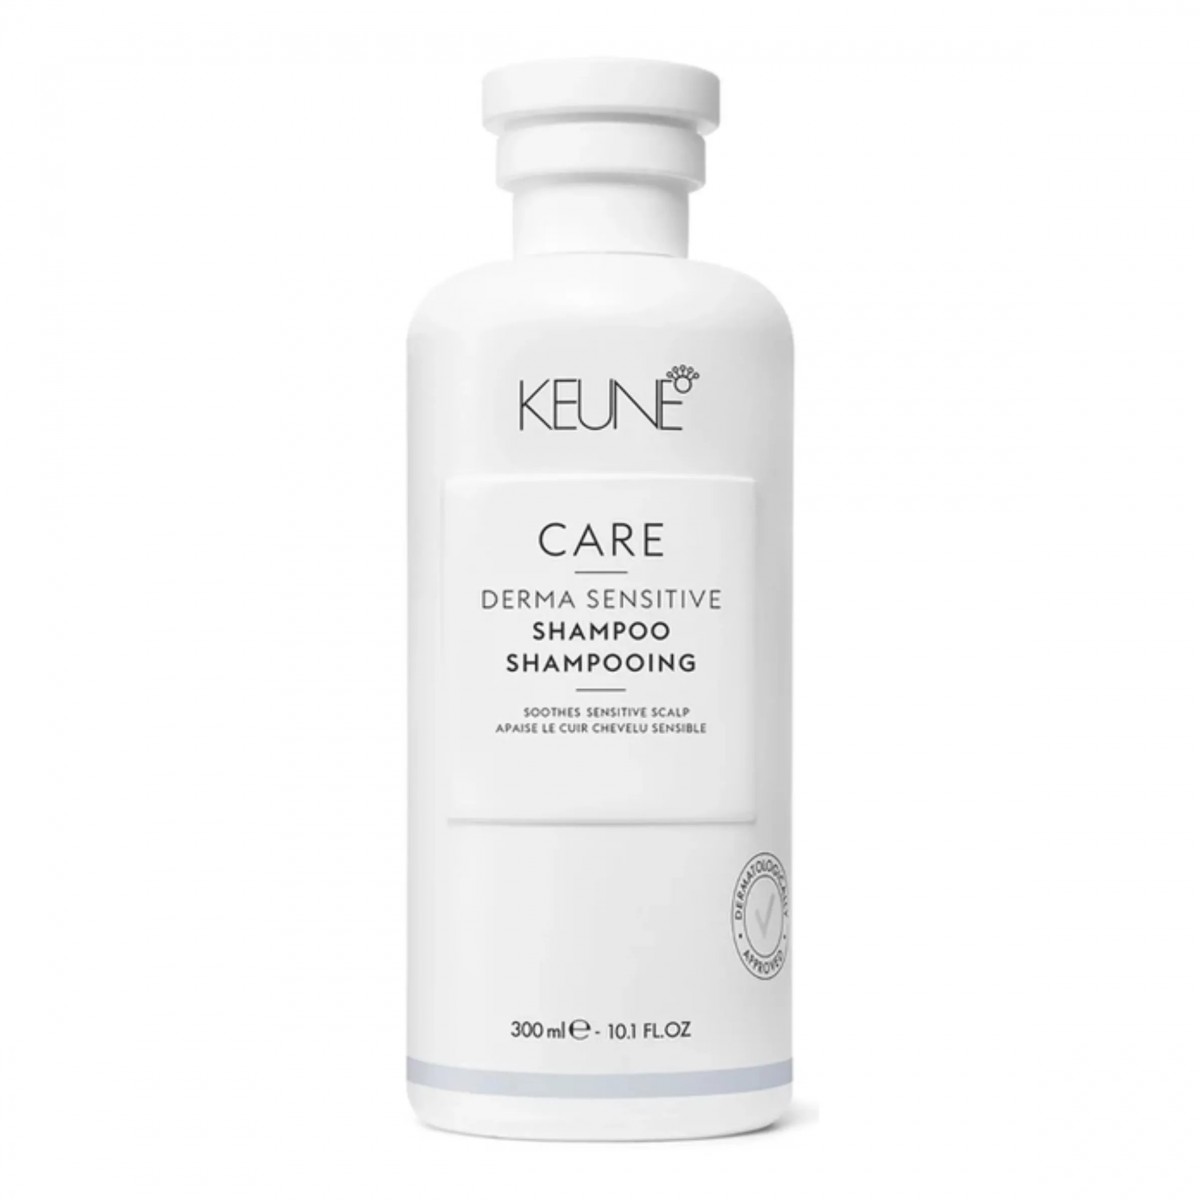 KEUNE
CARE
DERMA SENSITIVE
SHAMPOO
SHAMPOOING
SOOTHES SENSITIVE SCALP
APAISE LE CUIR CHEVELU SENSIBLE
DERMATOLOGICALLY
APPROVED
300 ml ℮ - 10.1 FL.OZ